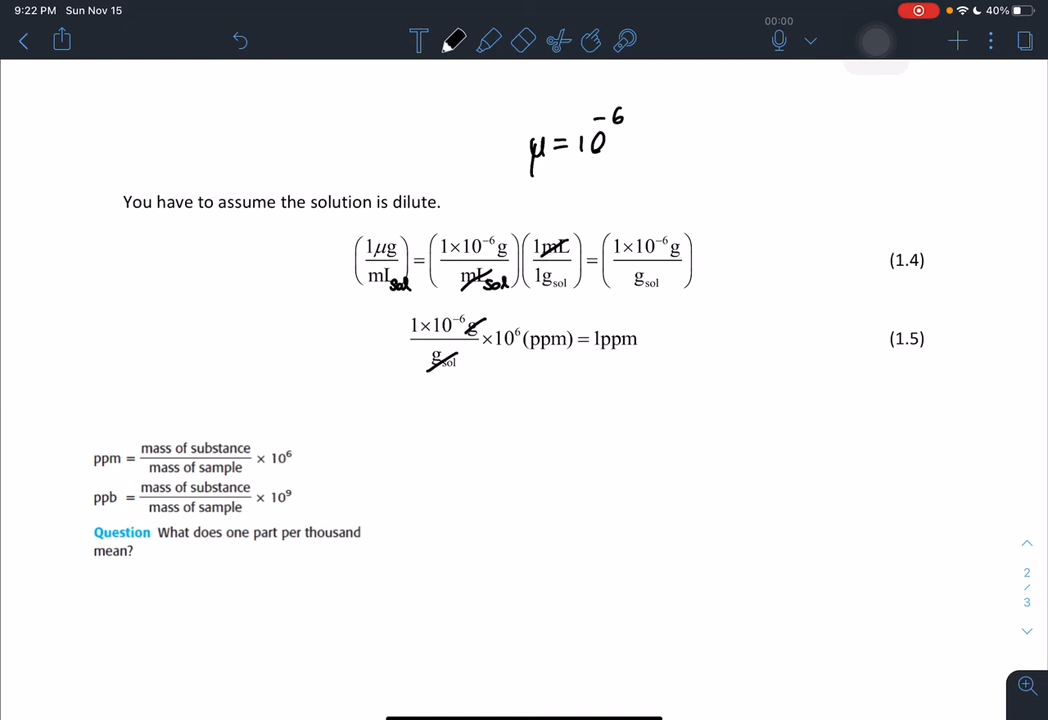 9:22 PM Sun Nov 15
40%
00:00
T
μ = 10⁻⁶
You have to assume the solution is dilute.
(1μg / mL sol) = (1×10⁻⁶ g / mL sol) (1mL / 1g sol) = (1×10⁻⁶ g / g sol) (1.4)
1×10⁻⁶ g / g sol ×10⁶ (ppm) = 1ppm (1.5)
ppm = mass of substance / mass of sample × 10⁶
ppb = mass of substance / mass of sample × 10⁹
Question What does one part per thousand
mean?
2
/
3